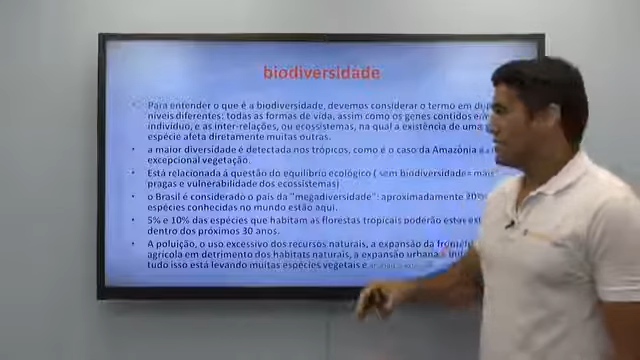 biodiversidade
Para entender o que é a biodiversidade, devemos considerar o termo em
níveis diferentes: todas as formas de vida, assim como os genes contidos em
indivíduo, e as inter-relações, ou ecossistemas, na qual a existência de uma
espécie afeta diretamente muitas outras.
• a maior diversidade é detectada nos trópicos, como é o caso da Amazônia
excepcional vegetação.
• Está relacionada à questão do equilíbrio ecológico ( sem biodiversidade= mais
pragas e vulnerabilidade dos ecossistemas)
• o Brasil é considerado o país da "megadiversidade": aproximadamente 20%
espécies conhecidas no mundo estão aqui.
• 5% e 10% das espécies que habitam as florestas tropicais poderão estar
dentro dos próximos 30 anos.
• A poluição, o uso excessivo dos recursos naturais, a expansão da
agrícola em detrimento dos habitats naturais, a expansão urbana
tudo isso está levando muitas espécies vegetais e